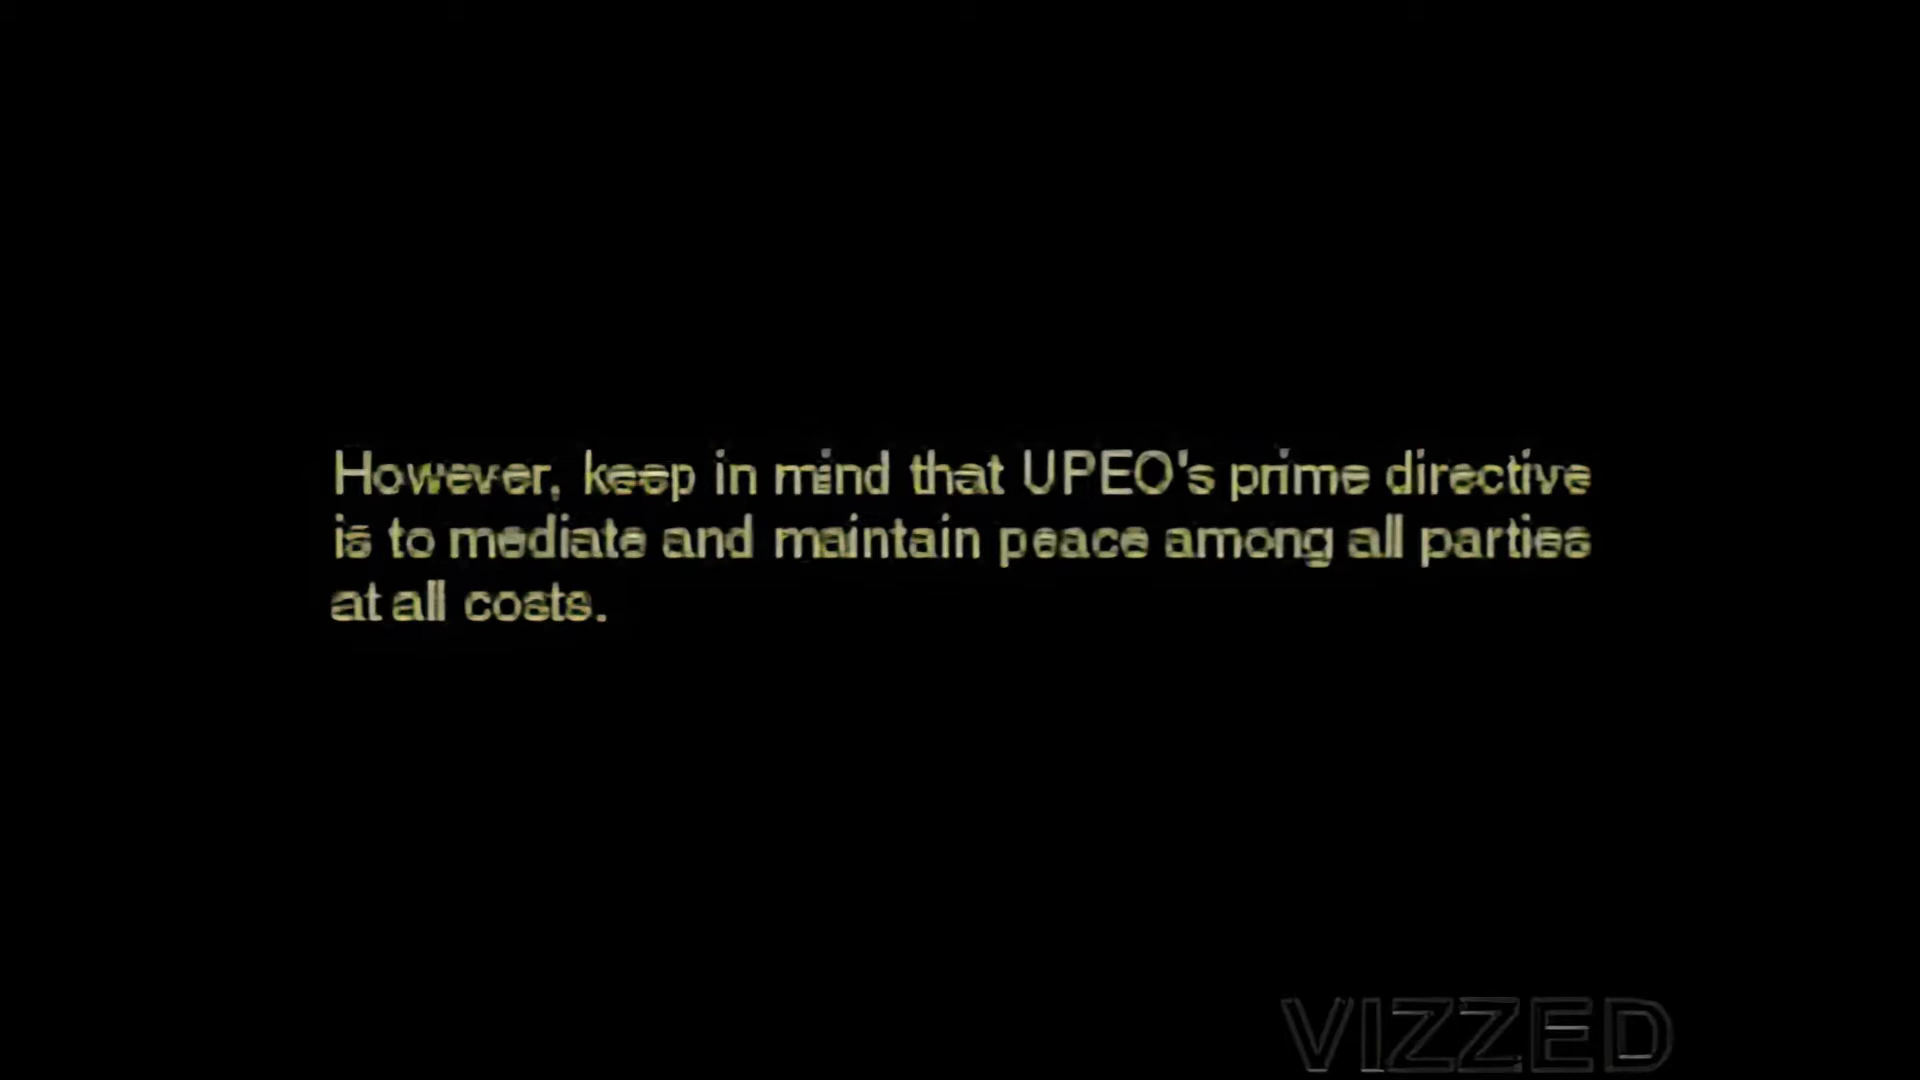 However, keep in mind that UPEO's prime directive
is to mediate and maintain peace among all parties
at all costs.
VIZZED